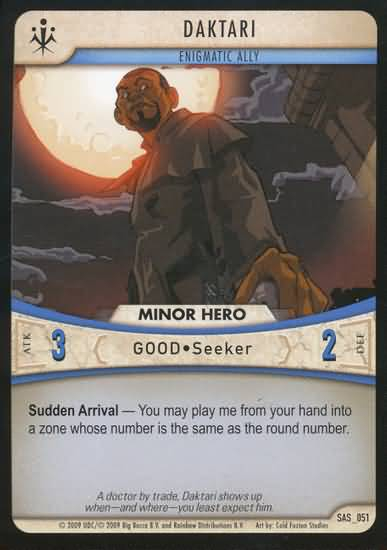 DAKTARI
ENIGMATIC ALLY
MINOR HERO
ATK 3 GOOD•Seeker 2 DEF
Sudden Arrival — You may play me from your hand into
a zone whose number is the same as the round number.
A doctor by trade, Daktari shows up
when—and where—you least expect him.
SAS_051
© 2009 UDC/© 2009 Big Bocca B.V. and Rainbow Distributions B.V. Art by: Cold Fusion Studios